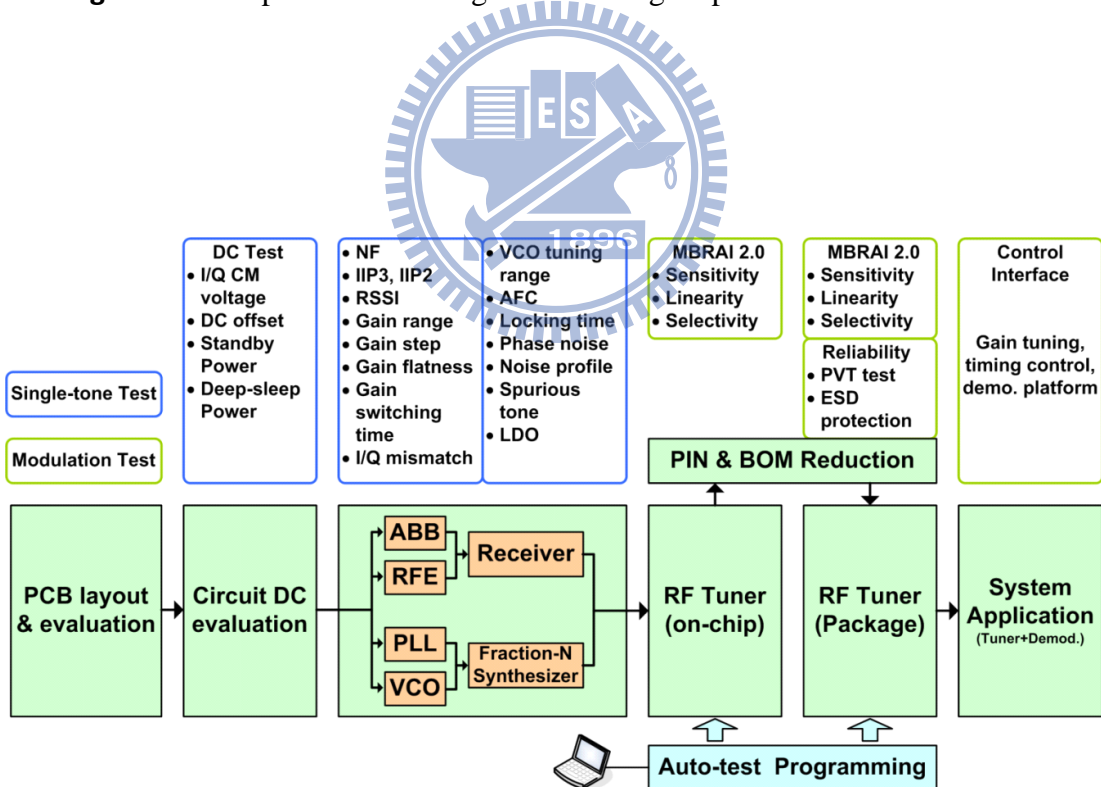 E S A
1896
DC Test
• I/Q CM
voltage
• DC offset
• Standby
Power
• Deep-sleep
Power
• NF
• IIP3, IIP2
• RSSI
• Gain range
• Gain step
• Gain flatness
• Gain
switching
time
• I/Q mismatch
• VCO tuning
range
• AFC
• Locking time
• Phase noise
• Noise profile
• Spurious
tone
• LDO
MBRAI 2.0
• Sensitivity
• Linearity
• Selectivity
MBRAI 2.0
• Sensitivity
• Linearity
• Selectivity
Reliability
• PVT test
• ESD
protection
Control
Interface
Gain tuning,
timing control,
demo. platform
Single-tone Test
Modulation Test
PIN & BOM Reduction
PCB layout
& evaluation
Circuit DC
evaluation
ABB
RFE
Receiver
PLL
VCO
Fraction-N
Synthesizer
RF Tuner
(on-chip)
RF Tuner
(Package)
System
Application
(Tuner+Demod.)
Auto-test Programming